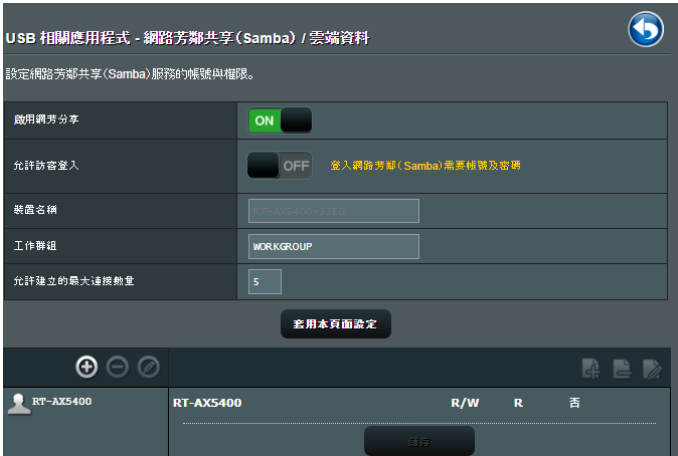 USB 相關應用程式 - 網路芳鄰共享(Samba) / 雲端資料
設定網路芳鄰共享(Samba)服務的帳號與權限。
啟用網芳分享
ON
允許訪客登入
OFF
登入網路芳鄰(Samba)需要帳號及密碼
裝置名稱
RT-AX5400-32E0
工作群組
WORKGROUP
允許建立的最大連接數量
5
套用本頁面設定
RT-AX5400
RT-AX5400 R/W R 否
儲存